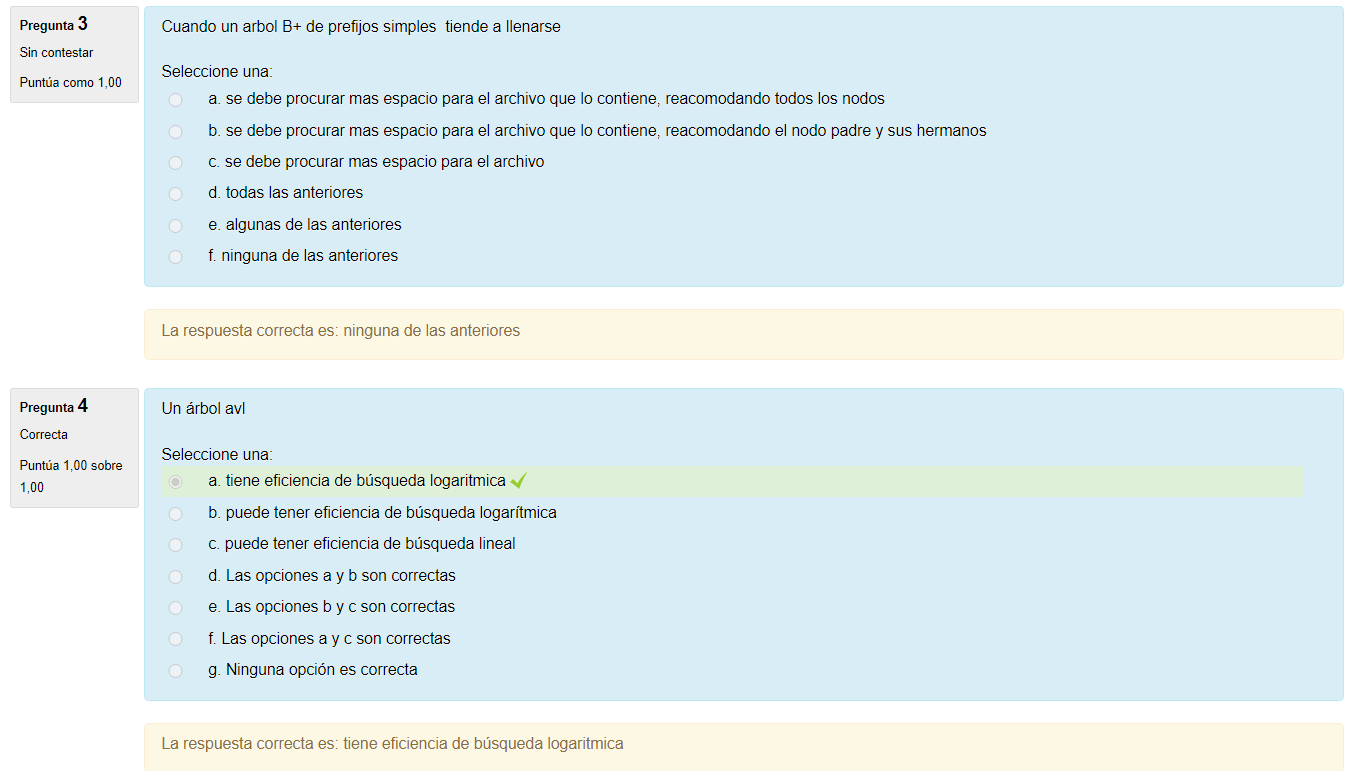 Pregunta 3
Sin contestar
Puntúa como 1,00
Cuando un arbol B+ de prefijos simples  tiende a llenarse
Seleccione una:
a. se debe procurar mas espacio para el archivo que lo contiene, reacomodando todos los nodos
b. se debe procurar mas espacio para el archivo que lo contiene, reacomodando el nodo padre y sus hermanos
c. se debe procurar mas espacio para el archivo
d. todas las anteriores
e. algunas de las anteriores
f. ninguna de las anteriores
La respuesta correcta es: ninguna de las anteriores
Pregunta 4
Correcta
Puntúa 1,00 sobre
1,00
Un árbol avl
Seleccione una:
a. tiene eficiencia de búsqueda logaritmica
b. puede tener eficiencia de búsqueda logarítmica
c. puede tener eficiencia de búsqueda lineal
d. Las opciones a y b son correctas
e. Las opciones b y c son correctas
f. Las opciones a y c son correctas
g. Ninguna opción es correcta
La respuesta correcta es: tiene eficiencia de búsqueda logaritmica